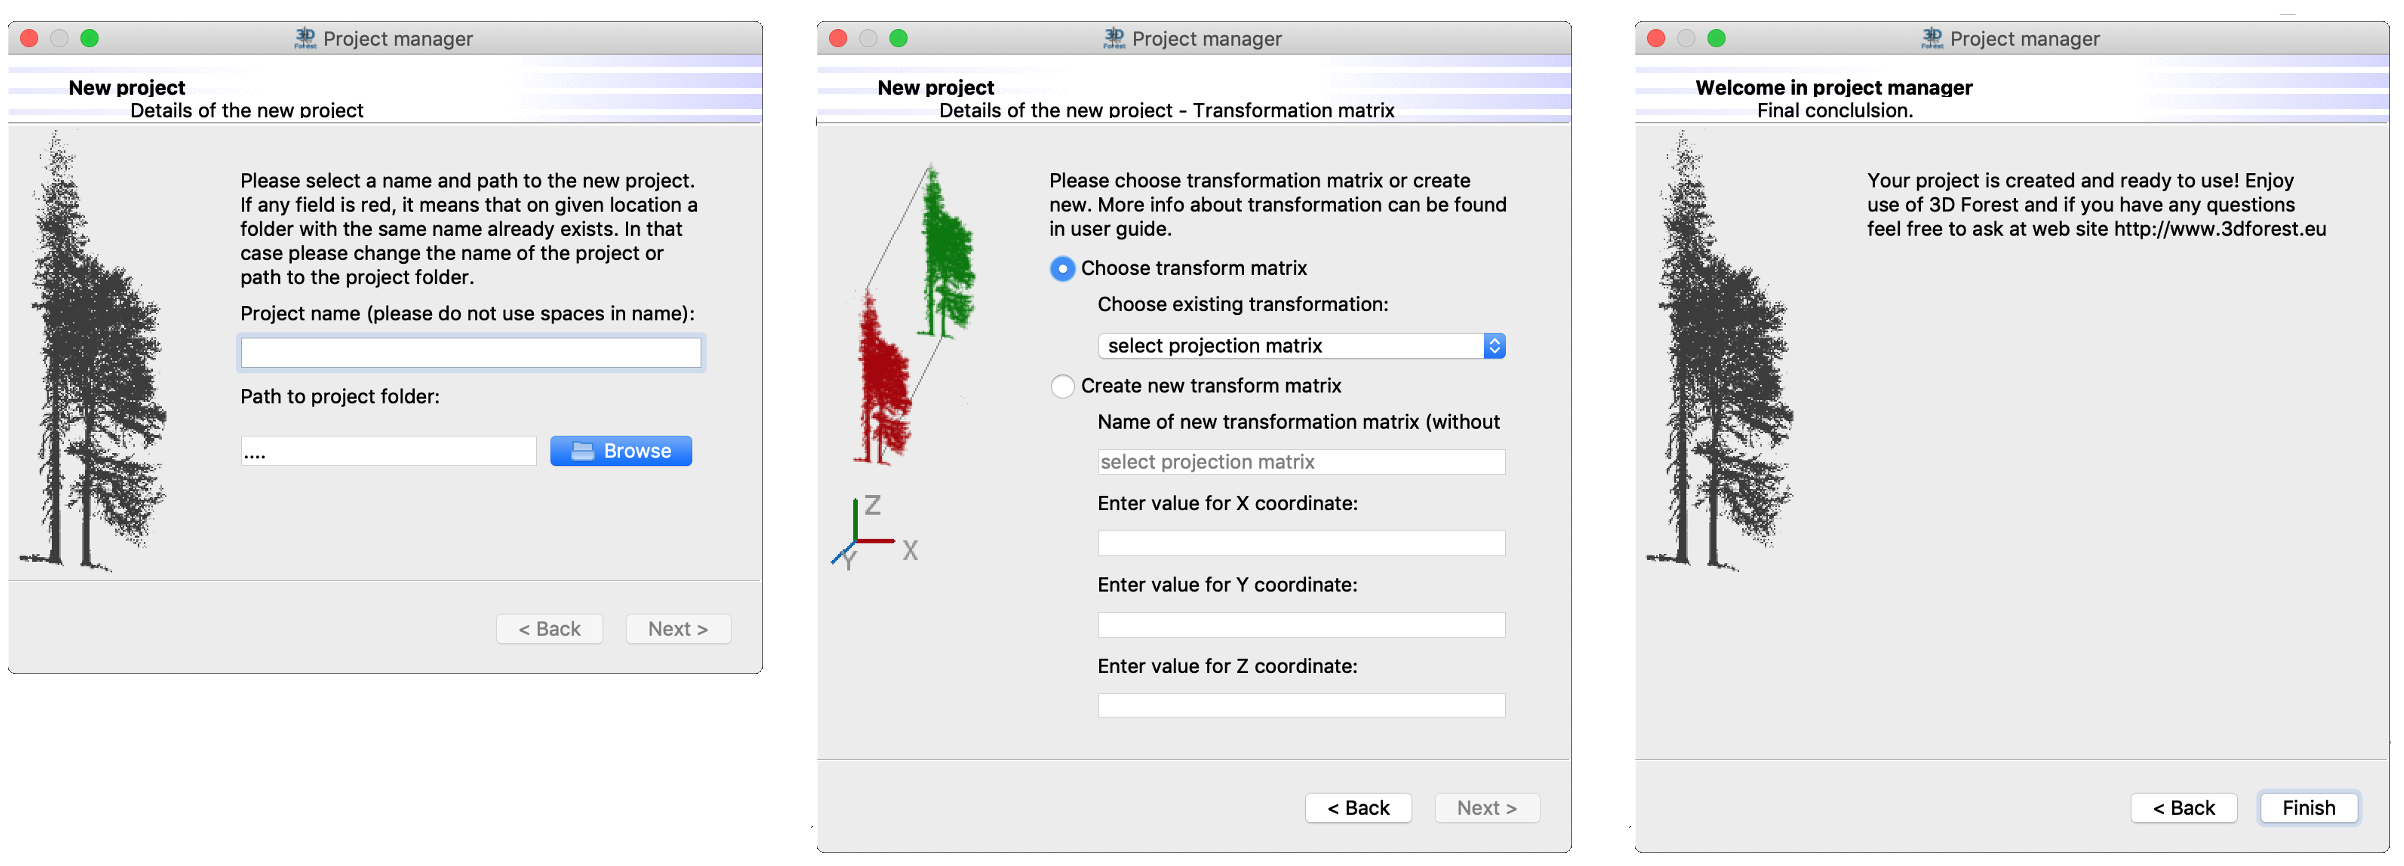 3D
Forest
Project manager
New project
Details of the new project
Please select a name and path to the new project.
If any field is red, it means that on given location a
folder with the same name already exists. In that
case please change the name of the project or
path to the project folder.
Project name (please do not use spaces in name):
Path to project folder:
....
Browse
< Back
Next >
3D
Forest
Project manager
New project
Details of the new project - Transformation matrix
Please choose transformation matrix or create
new. More info about transformation can be found
in user guide.
Choose transform matrix
Choose existing transformation:
select projection matrix
Create new transform matrix
Name of new transformation matrix (without
select projection matrix
Enter value for X coordinate:
Enter value for Y coordinate:
Enter value for Z coordinate:
Z
X
Y
< Back
Next >
3D
Forest
Project manager
Welcome in project manager
Final conclulsion.
Your project is created and ready to use! Enjoy
use of 3D Forest and if you have any questions
feel free to ask at web site http://www.3dforest.eu
< Back
Finish